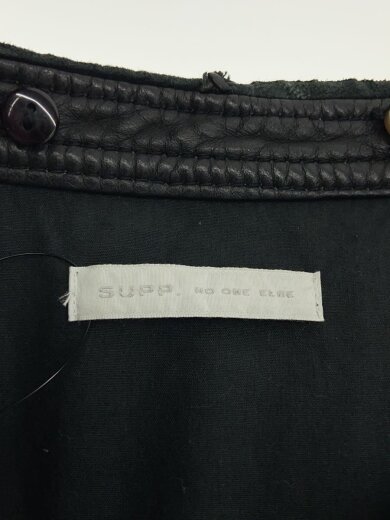 SUPP. NO ONE ELSE